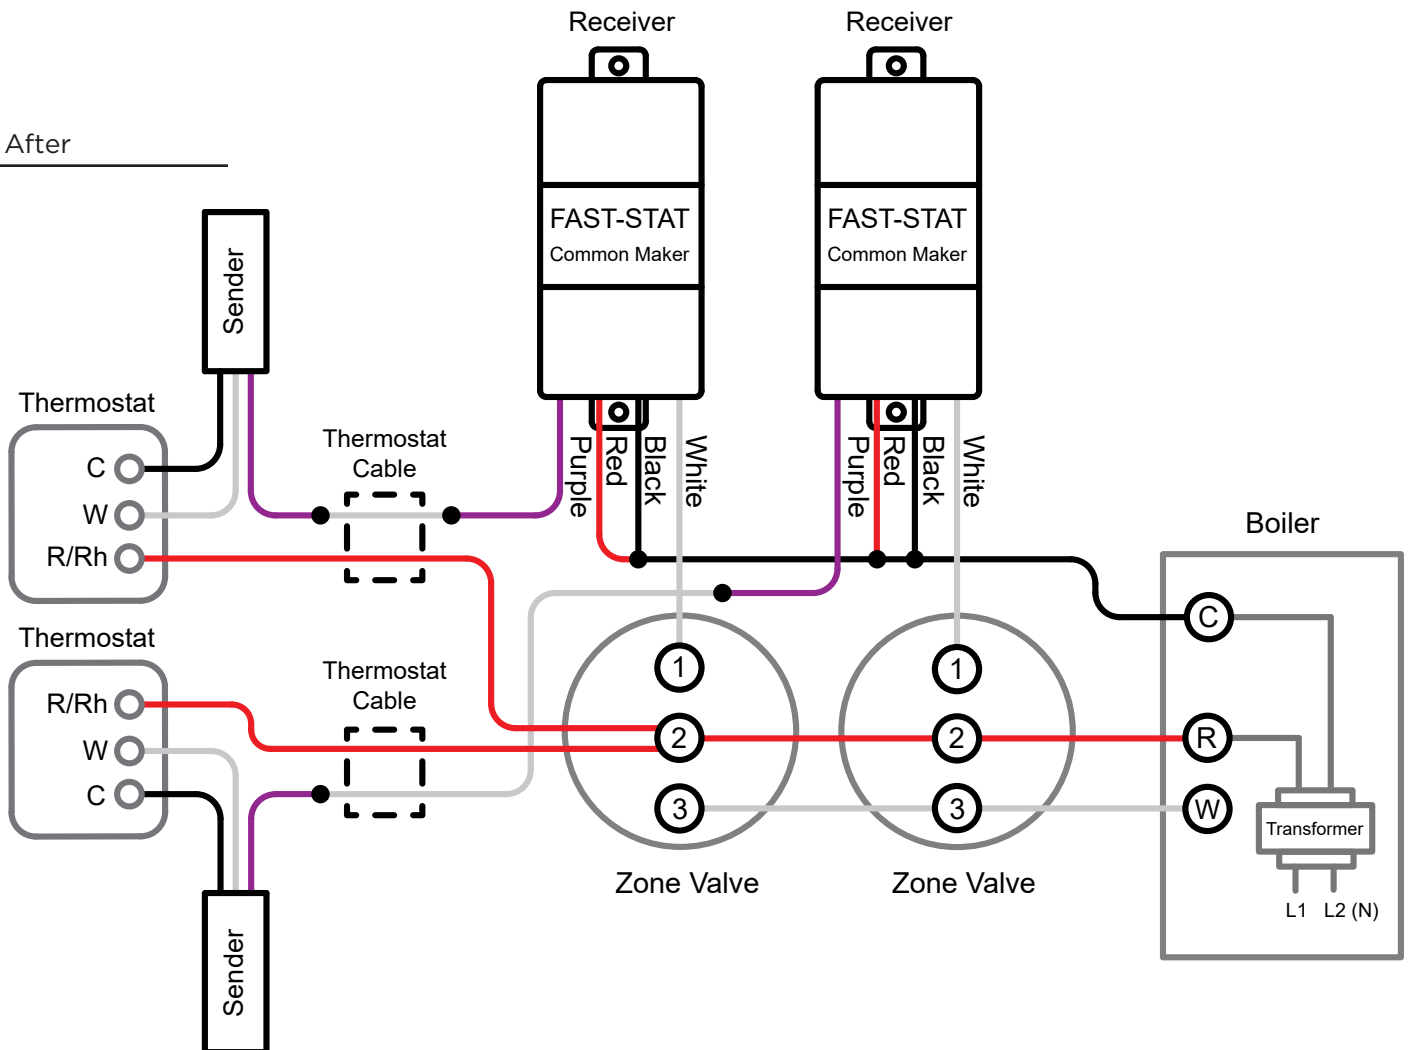 After
Receiver
Receiver
FAST-STAT
Common Maker
FAST-STAT
Common Maker
Sender
Thermostat
C
W
R/Rh
Thermostat
Cable
Purple
Red
Black
White
Purple
Red
Black
White
Boiler
C
R
W
Transformer
L1 L2 (N)
Thermostat
R/Rh
W
C
Thermostat
Cable
1
2
3
Zone Valve
1
2
3
Zone Valve
Sender